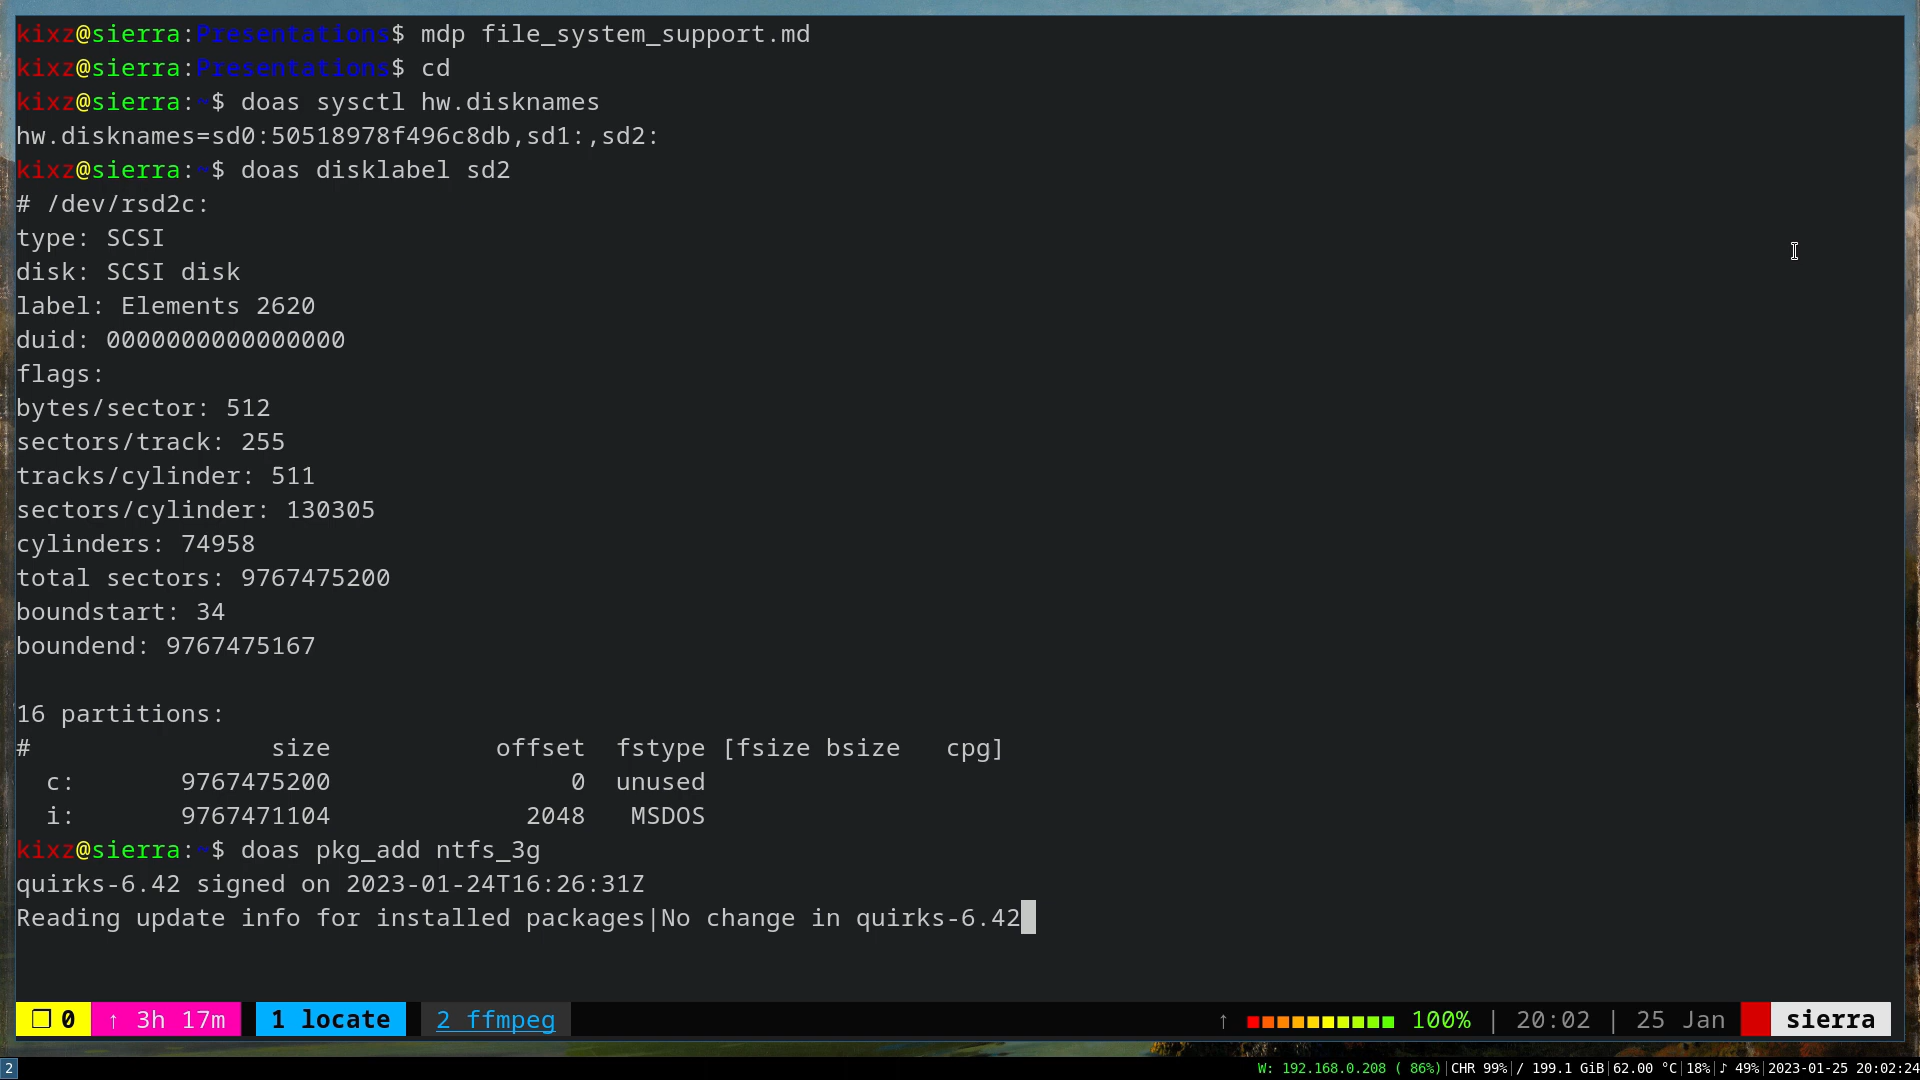 kixz@sierra:Presentations$ mdp file_system_support.md
kixz@sierra:Presentations$ cd
kixz@sierra:~$ doas sysctl hw.disknames
hw.disknames=sd0:50518978f496c8db,sd1:,sd2:
kixz@sierra:~$ doas disklabel sd2
# /dev/rsd2c:
type: SCSI
disk: SCSI disk
label: Elements 2620
duid: 0000000000000000
flags:
bytes/sector: 512
sectors/track: 255
tracks/cylinder: 511
sectors/cylinder: 130305
cylinders: 74958
total sectors: 9767475200
boundstart: 34
boundend: 9767475167
16 partitions:
# size offset fstype [fsize bsize cpg]
c: 9767475200 0 unused
i: 9767471104 2048 MSDOS
kixz@sierra:~$ doas pkg_add ntfs_3g
quirks-6.42 signed on 2023-01-24T16:26:31Z
Reading update info for installed packages|No change in quirks-6.42
❐ 0 ↑ 3h 17m 1 locate 2 ffmpeg ↑ 100% | 20:02 | 25 Jan sierra
2 W: 192.168.0.208 ( 86%)|CHR 99%|/ 199.1 GiB|62.00 °C|18%|♪ 49%|2023-01-25 20:02:24